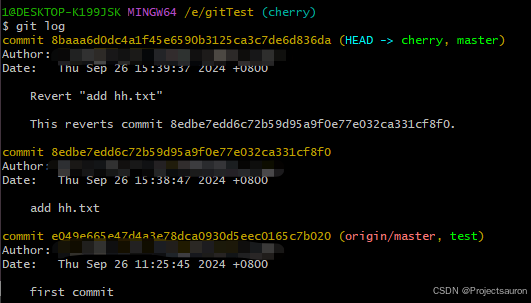 1@DESKTOP-K199JSK MINGW64 /e/gitTest (cherry)
$ git log
commit 8baaa6d0dc4a1f45e6590b3125ca3c7de6d836da (HEAD -> cherry, master)
Author:
Date:   Thu Sep 26 15:39:37 2024 +0800
Revert "add hh.txt"
This reverts commit 8edbe7edd6c72b59d95a9f0e77e032ca331cf8f0.
commit 8edbe7edd6c72b59d95a9f0e77e032ca331cf8f0
Author:
Date:   Thu Sep 26 15:38:47 2024 +0800
add hh.txt
commit e049e665e47d4a3e78dca0930d5eec0165c7b020 (origin/master, test)
Author:
Date:   Thu Sep 26 11:25:45 2024 +0800
first commit
CSDN @Projectsauron